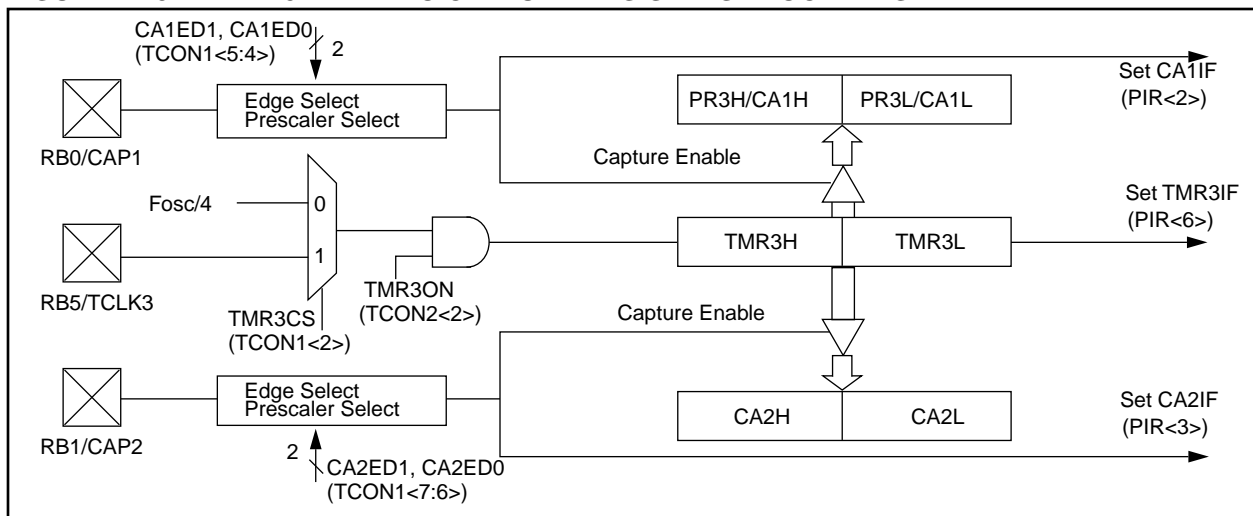 CA1ED1, CA1ED0
(TCON1<5:4>)
2
Set CA1IF
(PIR<2>)
Edge Select
Prescaler Select
PR3H/CA1H
PR3L/CA1L
RB0/CAP1
Capture Enable
Fosc/4
0
Set TMR3IF
(PIR<6>)
1
TMR3H
TMR3L
RB5/TCLK3
TMR3ON
(TCON2<2>)
TMR3CS
(TCON1<2>)
Capture Enable
Edge Select
Prescaler Select
CA2H
CA2L
Set CA2IF
(PIR<3>)
RB1/CAP2
2
CA2ED1, CA2ED0
(TCON1<7:6>)